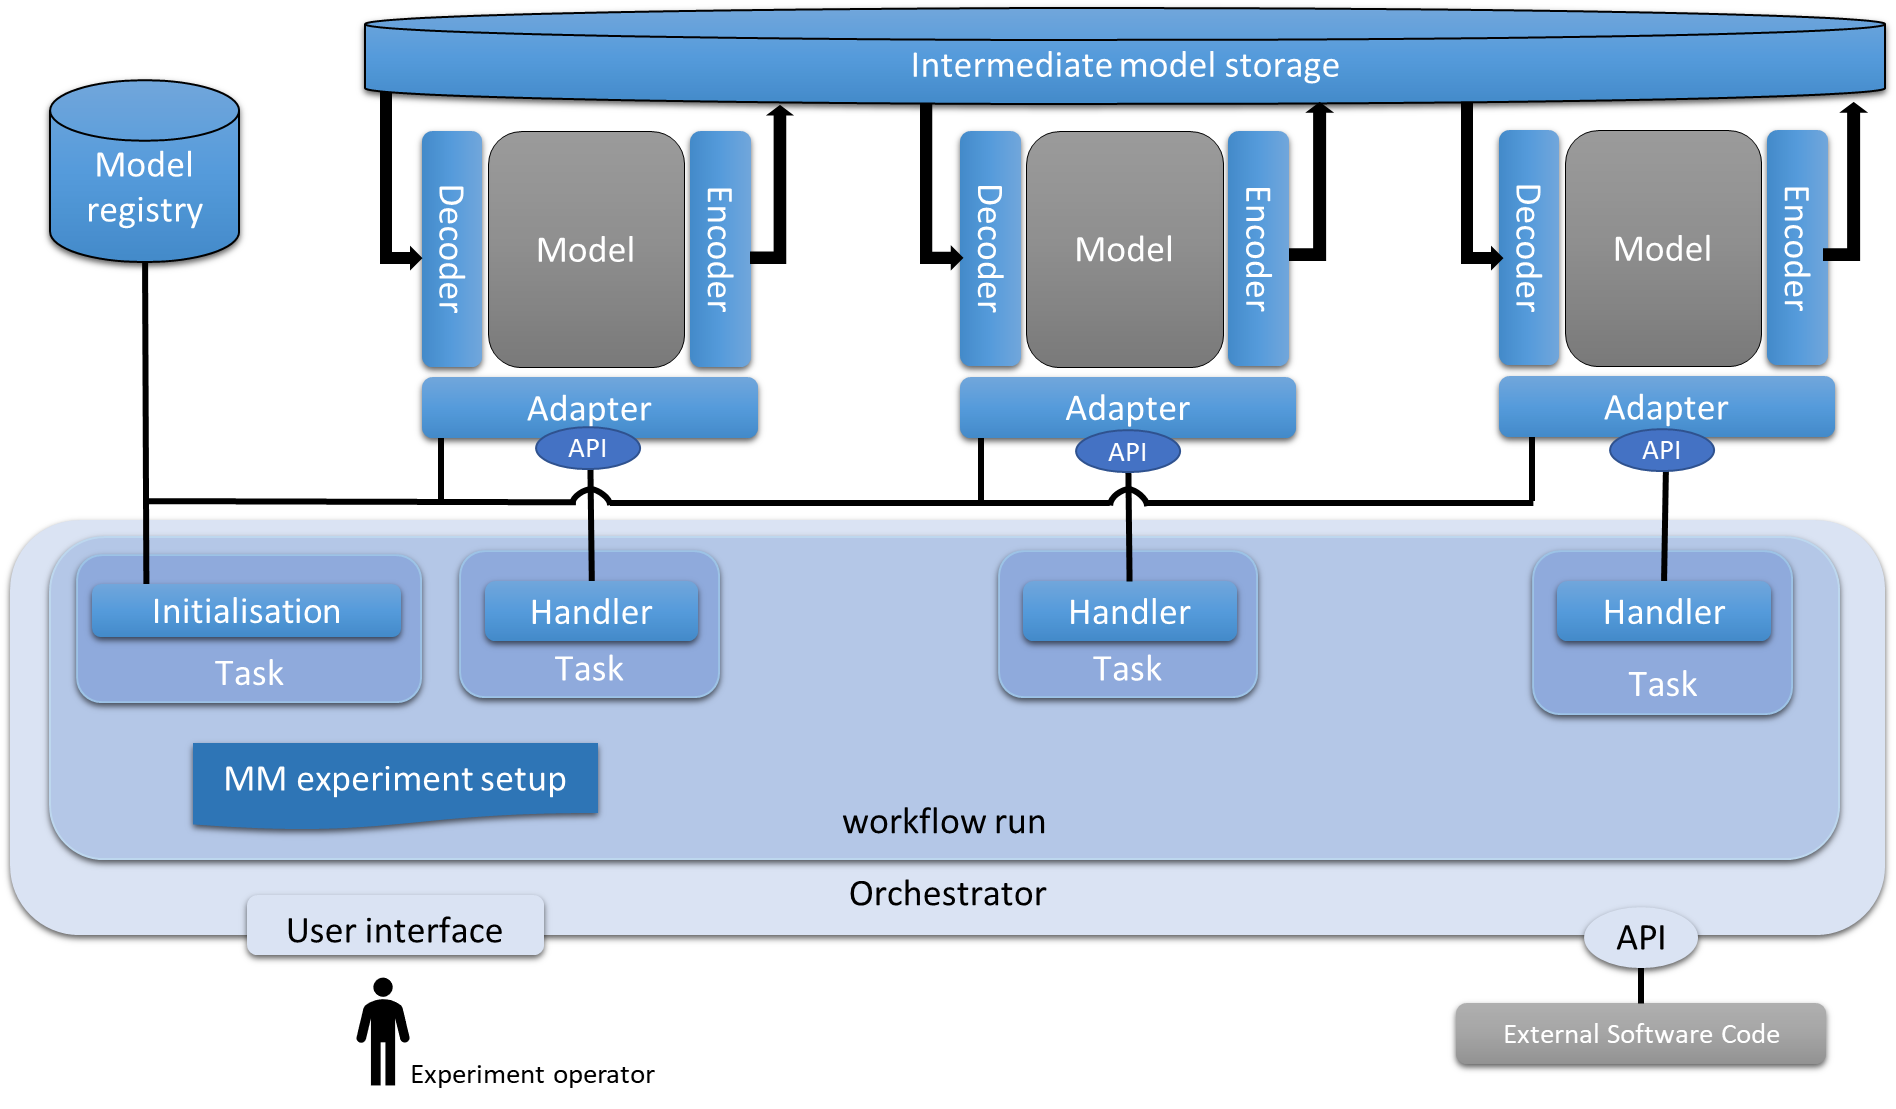 Intermediate model storage
Model
registry
Decoder
Model
Encoder
Decoder
Model
Encoder
Decoder
Model
Encoder
Adapter
Adapter
Adapter
API
API
API
Initialisation
Task
Handler
Task
Handler
Task
Handler
Task
MM experiment setup
workflow run
Orchestrator
User interface
API
External Software Code
Experiment operator